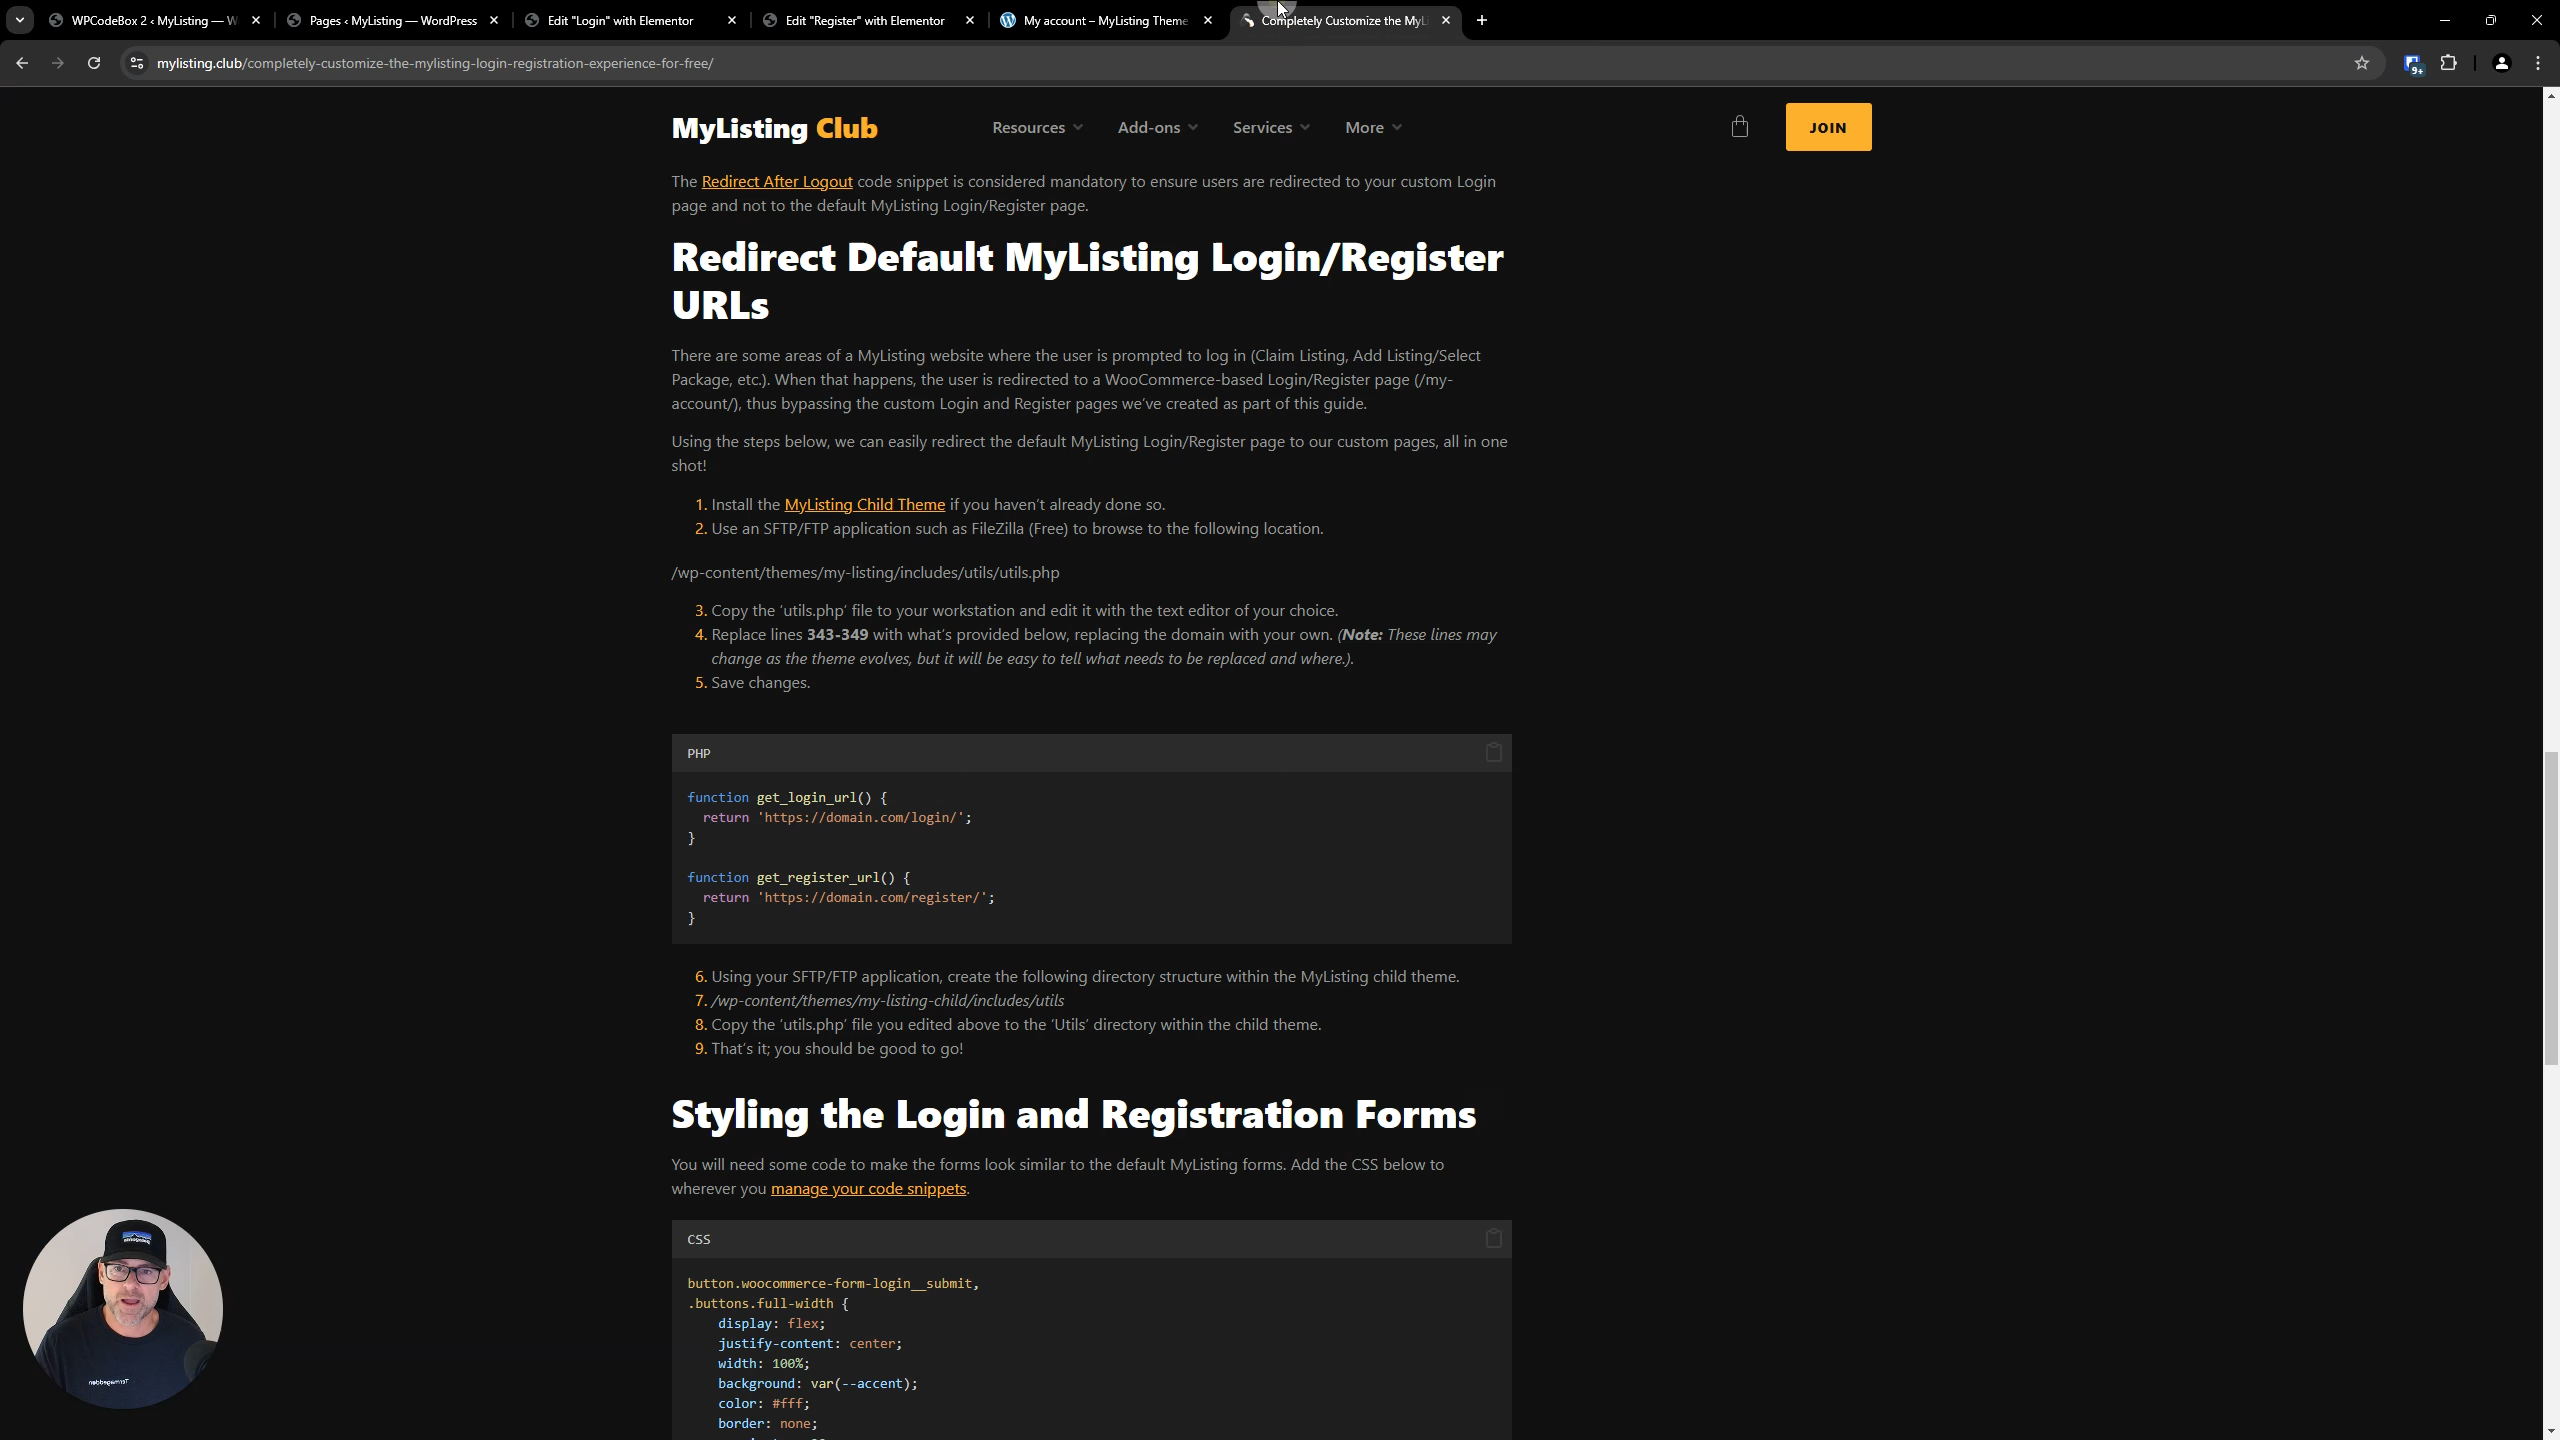 WPCodeBox 2 ‹ MyListing — W
Pages ‹ MyListing — WordPress
Edit "Login" with Elementor
Edit "Register" with Elementor
My account – MyListing Theme
Completely Customize the MyL
mylisting.club/completely-customize-the-mylisting-login-registration-experience-for-free/
9+
MyListing Club
Resources
Add-ons
Services
More
JOIN
The Redirect After Logout code snippet is considered mandatory to ensure users are redirected to your custom Login
page and not to the default MyListing Login/Register page.
Redirect Default MyListing Login/Register
URLs
There are some areas of a MyListing website where the user is prompted to log in (Claim Listing, Add Listing/Select
Package, etc.). When that happens, the user is redirected to a WooCommerce-based Login/Register page (/my-
account/), thus bypassing the custom Login and Register pages we’ve created as part of this guide.
Using the steps below, we can easily redirect the default MyListing Login/Register page to our custom pages, all in one
shot!
1. Install the MyListing Child Theme if you haven’t already done so.
2. Use an SFTP/FTP application such as FileZilla (Free) to browse to the following location.
/wp-content/themes/my-listing/includes/utils/utils.php
3. Copy the ‘utils.php’ file to your workstation and edit it with the text editor of your choice.
4. Replace lines 343-349 with what’s provided below, replacing the domain with your own. (Note: These lines may
change as the theme evolves, but it will be easy to tell what needs to be replaced and where.).
5. Save changes.
PHP
function get_login_url() {
return 'https://domain.com/login/';
}
function get_register_url() {
return 'https://domain.com/register/';
}
6. Using your SFTP/FTP application, create the following directory structure within the MyListing child theme.
7. /wp-content/themes/my-listing-child/includes/utils
8. Copy the ‘utils.php’ file you edited above to the ‘Utils’ directory within the child theme.
9. That’s it; you should be good to go!
Styling the Login and Registration Forms
You will need some code to make the forms look similar to the default MyListing forms. Add the CSS below to
wherever you manage your code snippets.
CSS
button.woocommerce-form-login__submit,
.buttons.full-width {
display: flex;
justify-content: center;
width: 100%;
background: var(--accent);
color: #fff;
border: none;